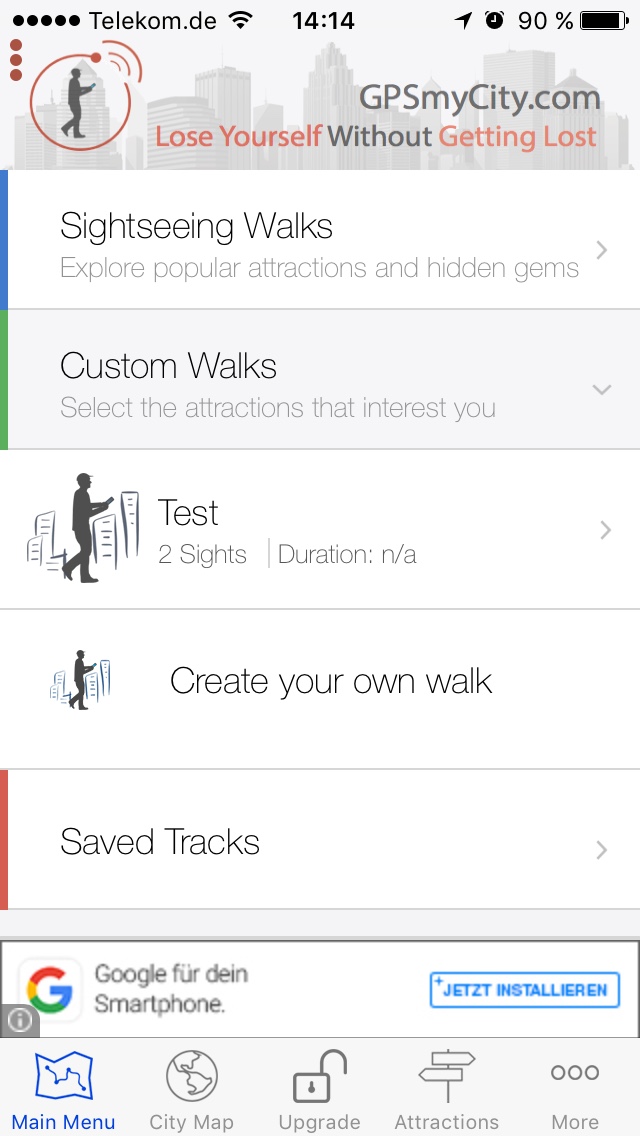 Telekom.de 14:14 90 %
GPSmyCity.com
Lose Yourself Without Getting Lost
Sightseeing Walks
Explore popular attractions and hidden gems
Custom Walks
Select the attractions that interest you
Test
2 Sights | Duration: n/a
Create your own walk
Saved Tracks
Google für dein
Smartphone.
JETZT INSTALLIEREN
Main Menu City Map Upgrade Attractions More